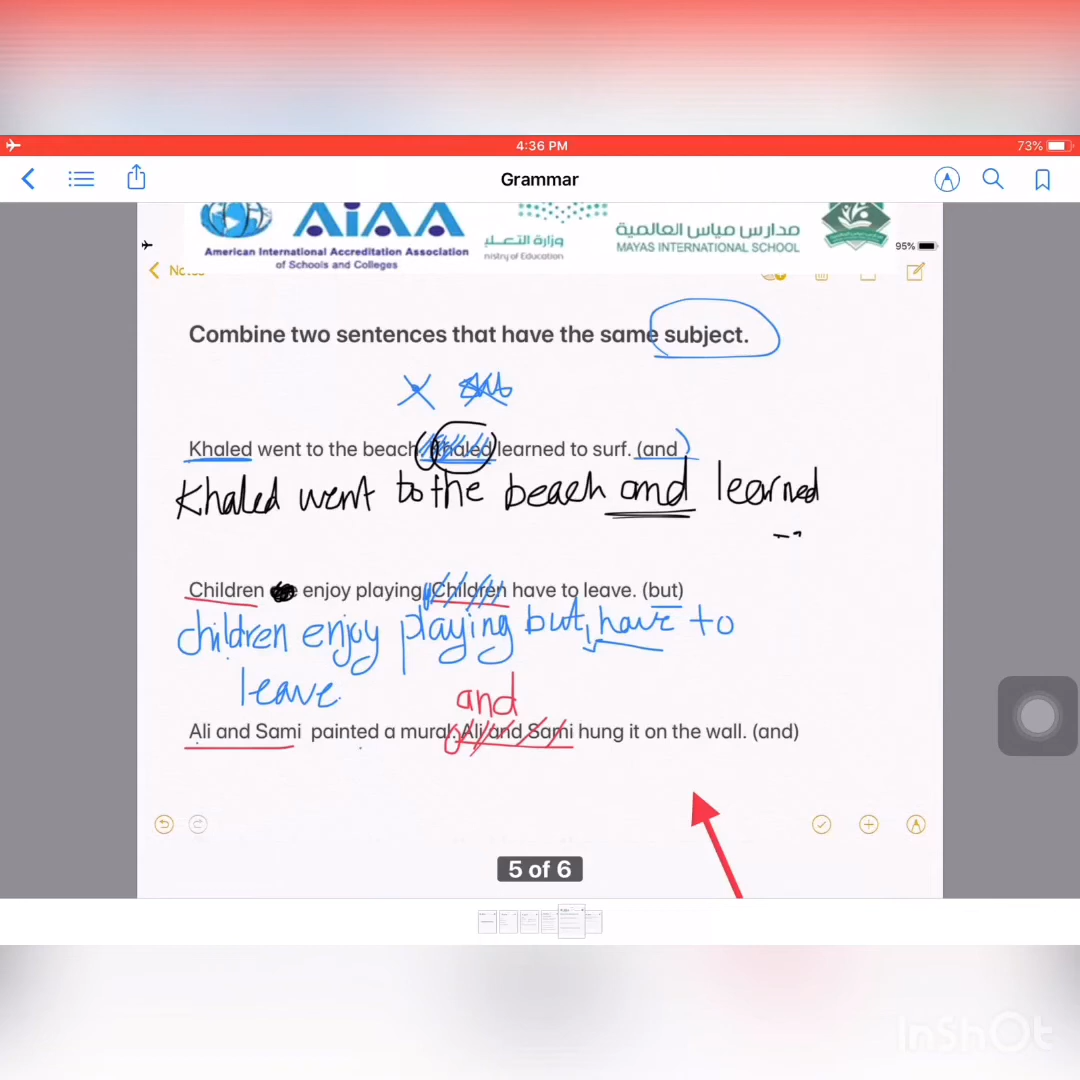 4:36 PM
73%
Grammar
AiAA
American International Accreditation Association
of Schools and Colleges
وزارة التعليم
nistry of Education
مدارس مياس العالمية
MAYAS INTERNATIONAL SCHOOL
95%
Combine two sentences that have the same subject.
Khaled went to the beach Khaled learned to surf. (and)
Khaled went to the beach and learned
Children enjoy playing Children have to leave. (but)
children enjoy playing but, have to
leave.
and
Ali and Sami painted a mural. Ali and Sami hung it on the wall. (and)
5 of 6
InShOt